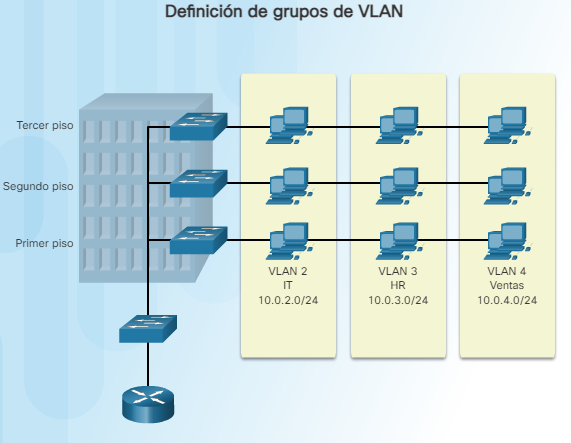 Definición de grupos de VLAN
Tercer piso
Segundo piso
Primer piso
VLAN 2
IT
10.0.2.0/24
VLAN 3
HR
10.0.3.0/24
VLAN 4
Ventas
10.0.4.0/24